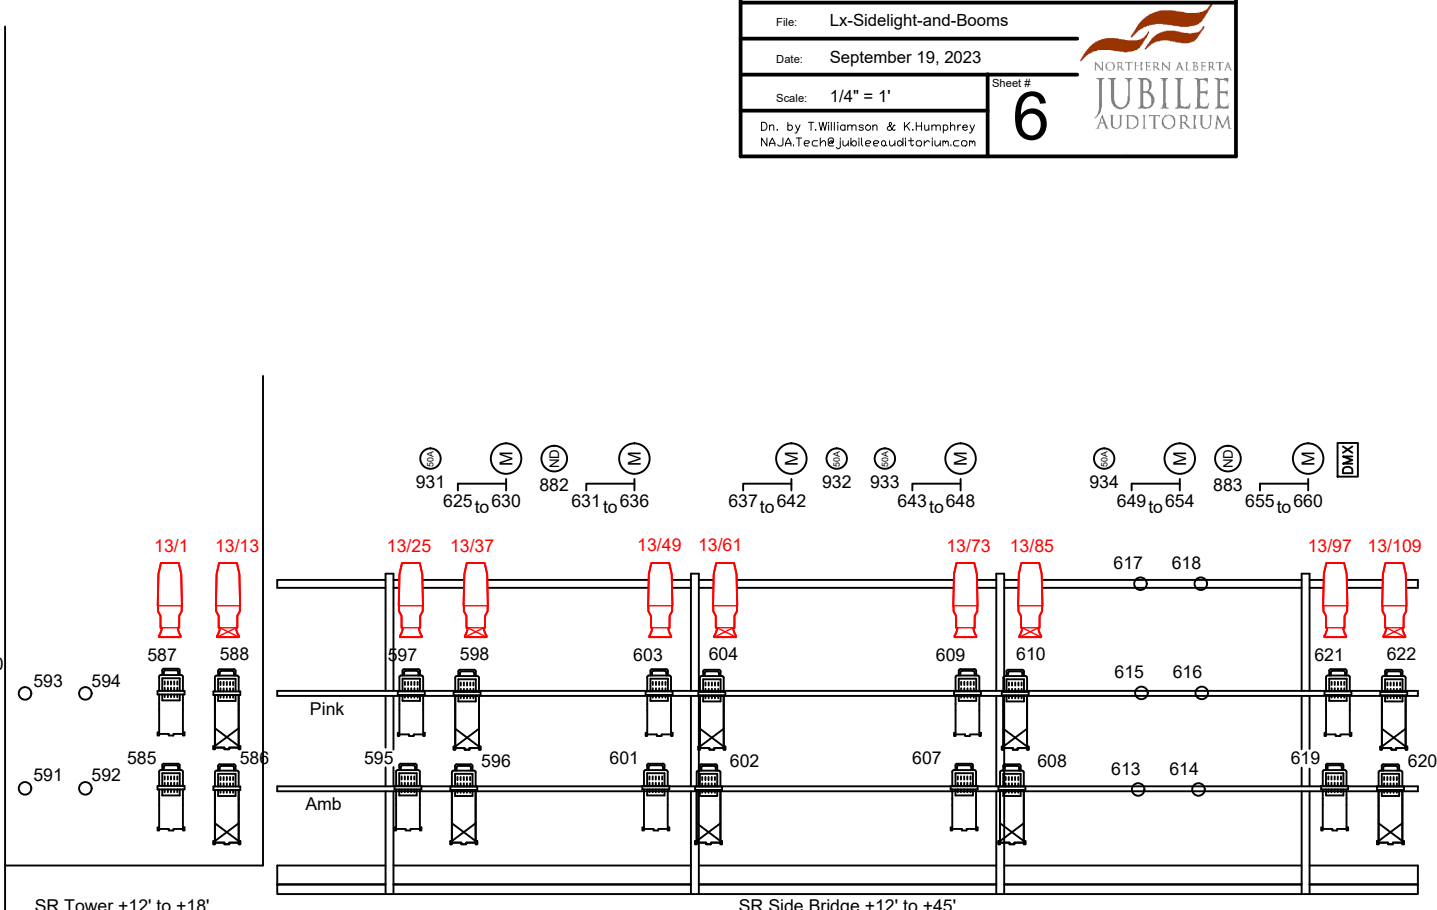 File: Lx-Sidelight-and-Booms
Date: September 19, 2023
Scale: 1/4" = 1'
Sheet #
6
Dn. by T.Williamson & K.Humphrey
NAJA.Tech@jubileeauditorium.com
NORTHERN ALBERTA
JUBILEE
AUDITORIUM
50A M ND M M 50A 50A M 50A M ND M DMX
931 882 932 933 934 883
625 to 630 631 to 636 637 to 642 643 to 648 649 to 654 655 to 660
13/1 13/13 13/25 13/37 13/49 13/61 13/73 13/85 13/97 13/109
617 618
587 588 597 598 603 604 609 610 621 622
593 594 615 616
Pink
585 586 595 596 601 602 607 608 619 620
591 592 613 614
Amb
SR Tower +12' to +18' SR Side Bridge +12' to +45'